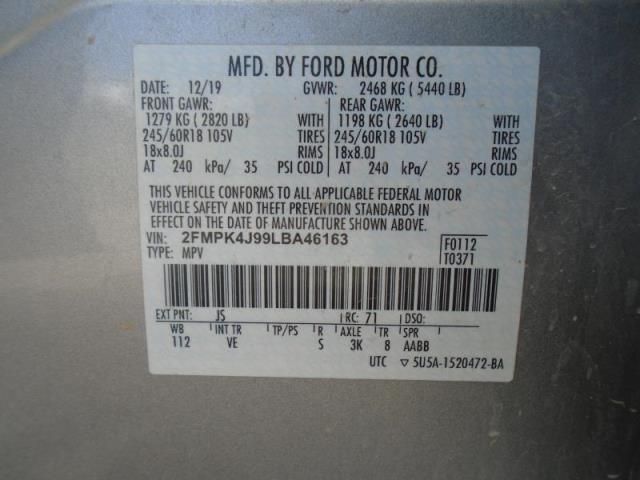 MFD. BY FORD MOTOR CO.
DATE: 12/19 GVWR: 2468 KG ( 5440 LB)
FRONT GAWR: REAR GAWR:
1279 KG ( 2820 LB) WITH 1198 KG ( 2640 LB) WITH
245/60R18 105V TIRES 245/60R18 105V TIRES
18x8.0J RIMS 18x8.0J RIMS
AT 240 kPa/ 35 PSI COLD AT 240 kPa/ 35 PSI COLD
THIS VEHICLE CONFORMS TO ALL APPLICABLE FEDERAL MOTOR
VEHICLE SAFETY AND THEFT PREVENTION STANDARDS IN
EFFECT ON THE DATE OF MANUFACTURE SHOWN ABOVE.
VIN: 2FMPK4J99LBA46163 F0112
TYPE: MPV T0371
EXT PNT: JS RC: 71 DSO:
WB INT TR TP/PS R AXLE TR SPR
112 VE S 3K 8 AABB
UTC ▽ 5U5A-1520472-BA